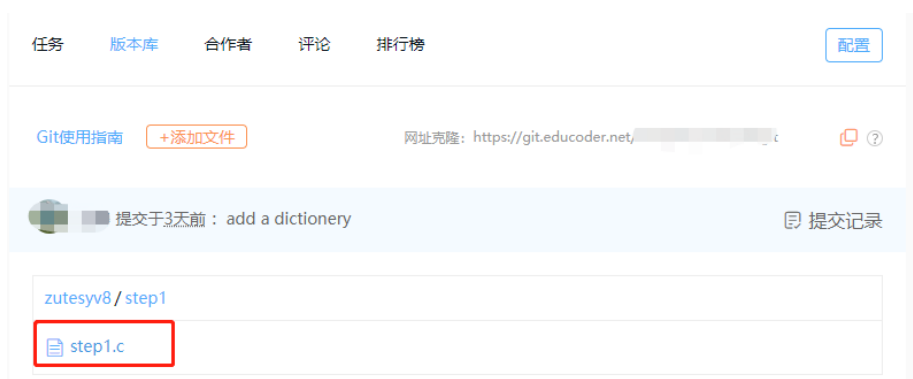 任务 版本库 合作者 评论 排行榜 配置
Git使用指南 +添加文件 网址克隆：https://git.educoder.net/
提交于3天前：add a dictionery 提交记录
zutesyv8/step1
step1.c